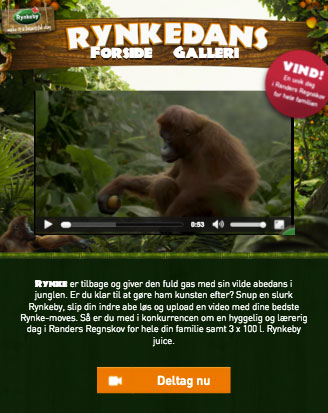 Rynkeby
RYNKEDANS
FORSIDE GALLERI
VIND!
En unik dag
i Randers Regnskov
for hele familien
0:53
RYNKE er tilbage og giver den fuld gas med sin vilde abedans i
junglen. Er du klar til at gøre ham kunsten efter? Snup en slurk
Rynkeby, slip din indre abe løs og upload en video med dine bedste
Rynke-moves. Så er du med i konkurrencen om en hyggelig og lærerig
dag i Randers Regnskov for hele din familie samt 3 x 100 l. Rynkeby
juice.
Deltag nu